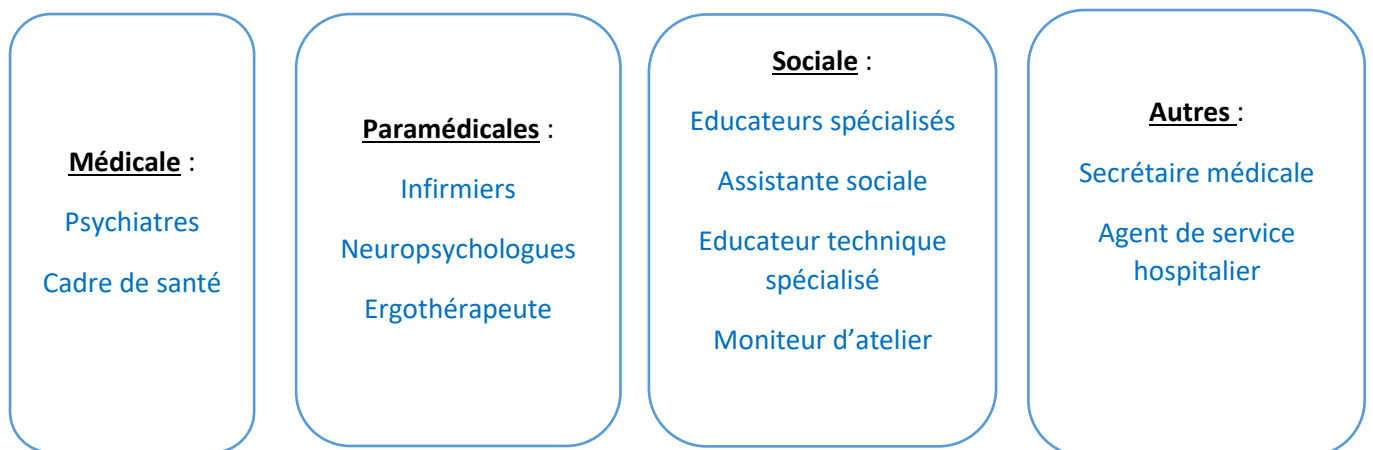 Médicale :
Psychiatres
Cadre de santé
Paramédicales :
Infirmiers
Neuropsychologues
Ergothérapeute
Sociale :
Educateurs spécialisés
Assistante sociale
Educateur technique
spécialisé
Moniteur d’atelier
Autres :
Secrétaire médicale
Agent de service
hospitalier